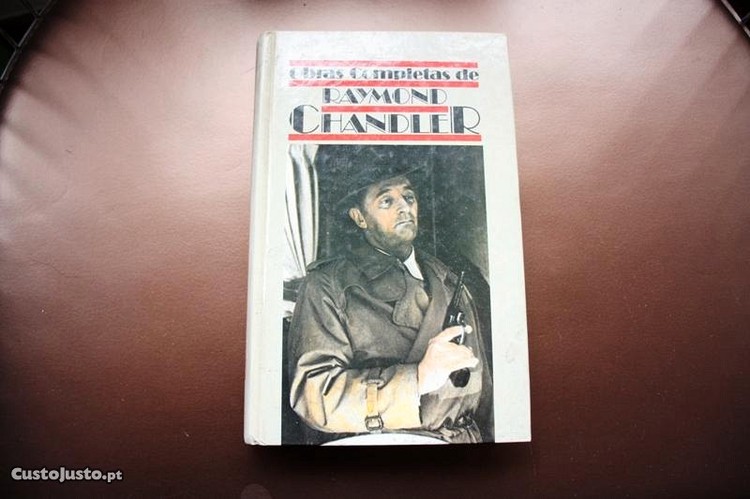 Obras Completas de
RAYMOND
CHANDLER
CustoJusto.pt